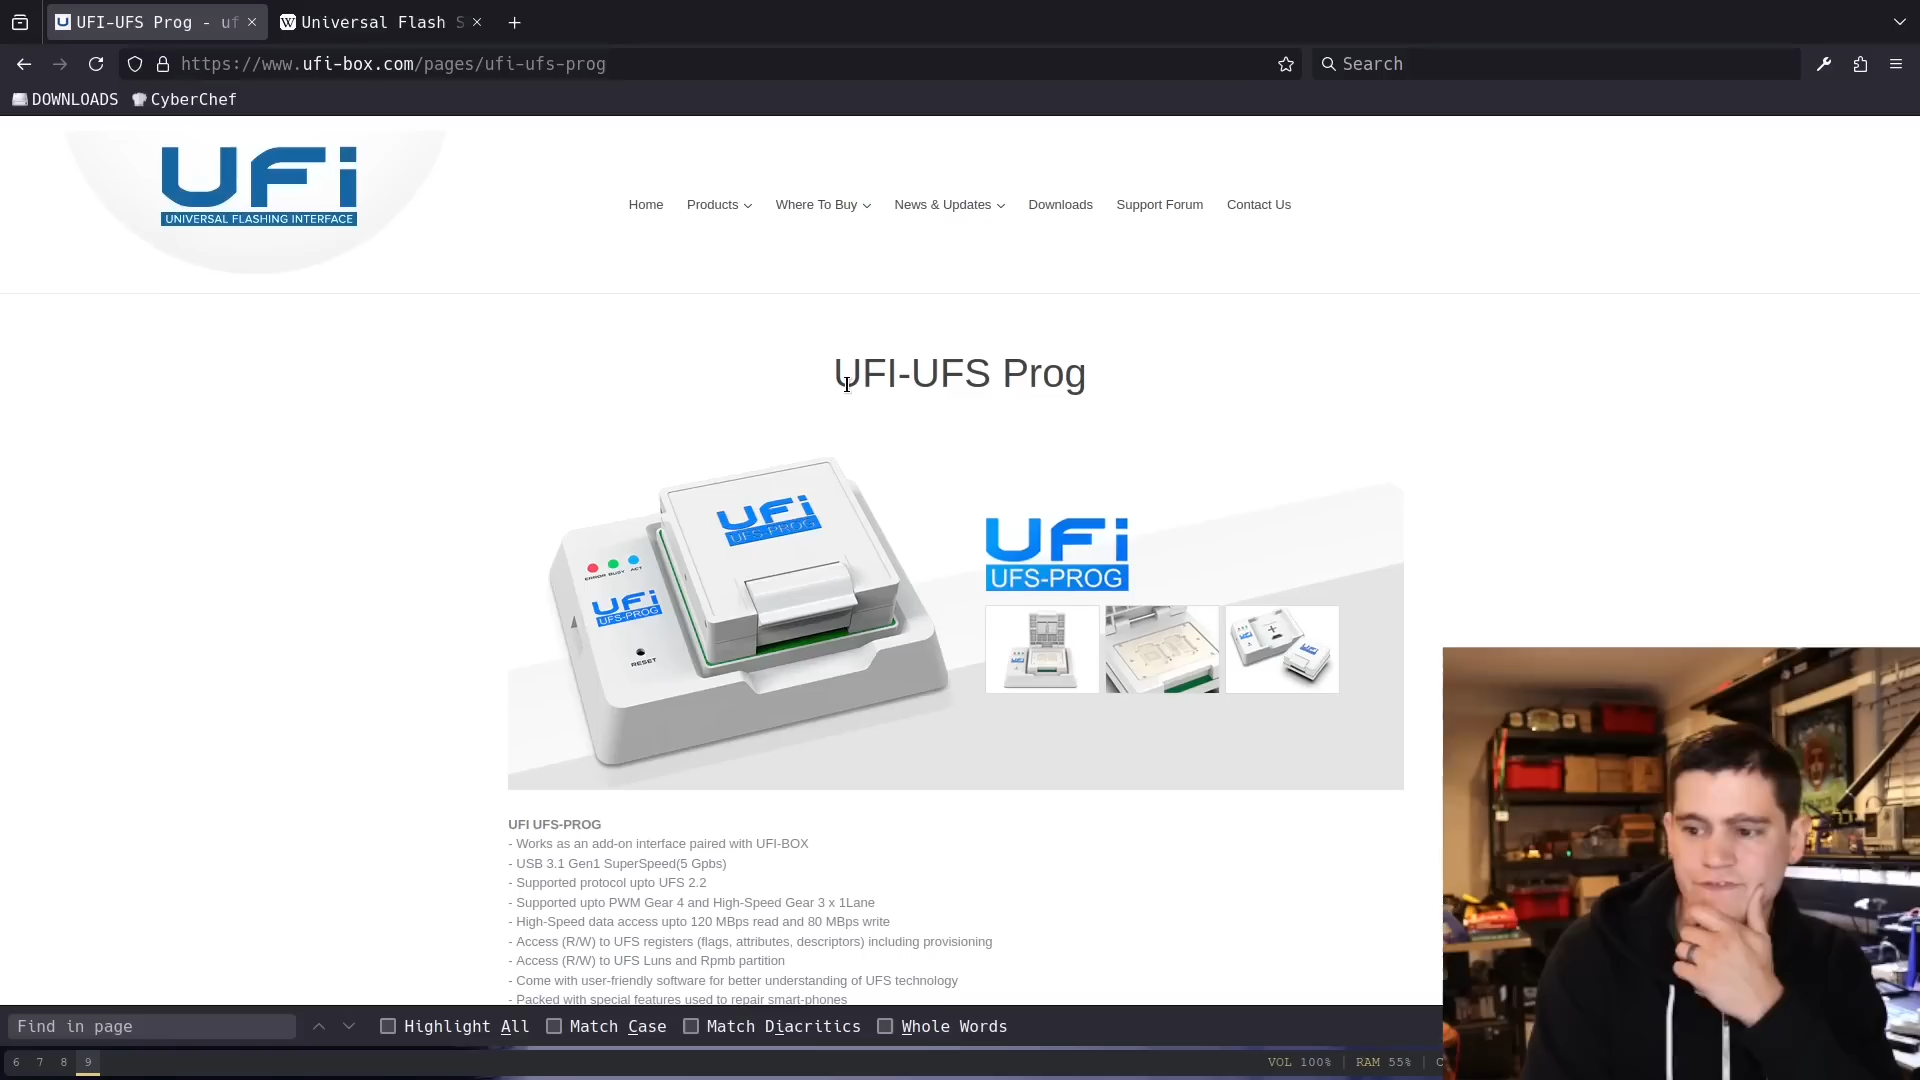 UFI-UFS Prog - uf
Universal Flash S
https://www.ufi-box.com/pages/ufi-ufs-prog
Search
DOWNLOADS
CyberChef
UFi
UNIVERSAL FLASHING INTERFACE
Home
Products
Where To Buy
News & Updates
Downloads
Support Forum
Contact Us
UFI-UFS Prog
UFi
UFS-PROG
ERROR BUSY ACT
UFi
UFS-PROG
RESET
UFi
UFS-PROG
UFI UFS-PROG
- Works as an add-on interface paired with UFI-BOX
- USB 3.1 Gen1 SuperSpeed(5 Gpbs)
- Supported protocol upto UFS 2.2
- Supported upto PWM Gear 4 and High-Speed Gear 3 x 1Lane
- High-Speed data access upto 120 MBps read and 80 MBps write
- Access (R/W) to UFS registers (flags, attributes, descriptors) including provisioning
- Access (R/W) to UFS Luns and Rpmb partition
- Come with user-friendly software for better understanding of UFS technology
- Packed with special features used to repair smart-phones
Find in page
Highlight All
Match Case
Match Diacritics
Whole Words
6 7 8 9
VOL 100% | RAM 55% | C